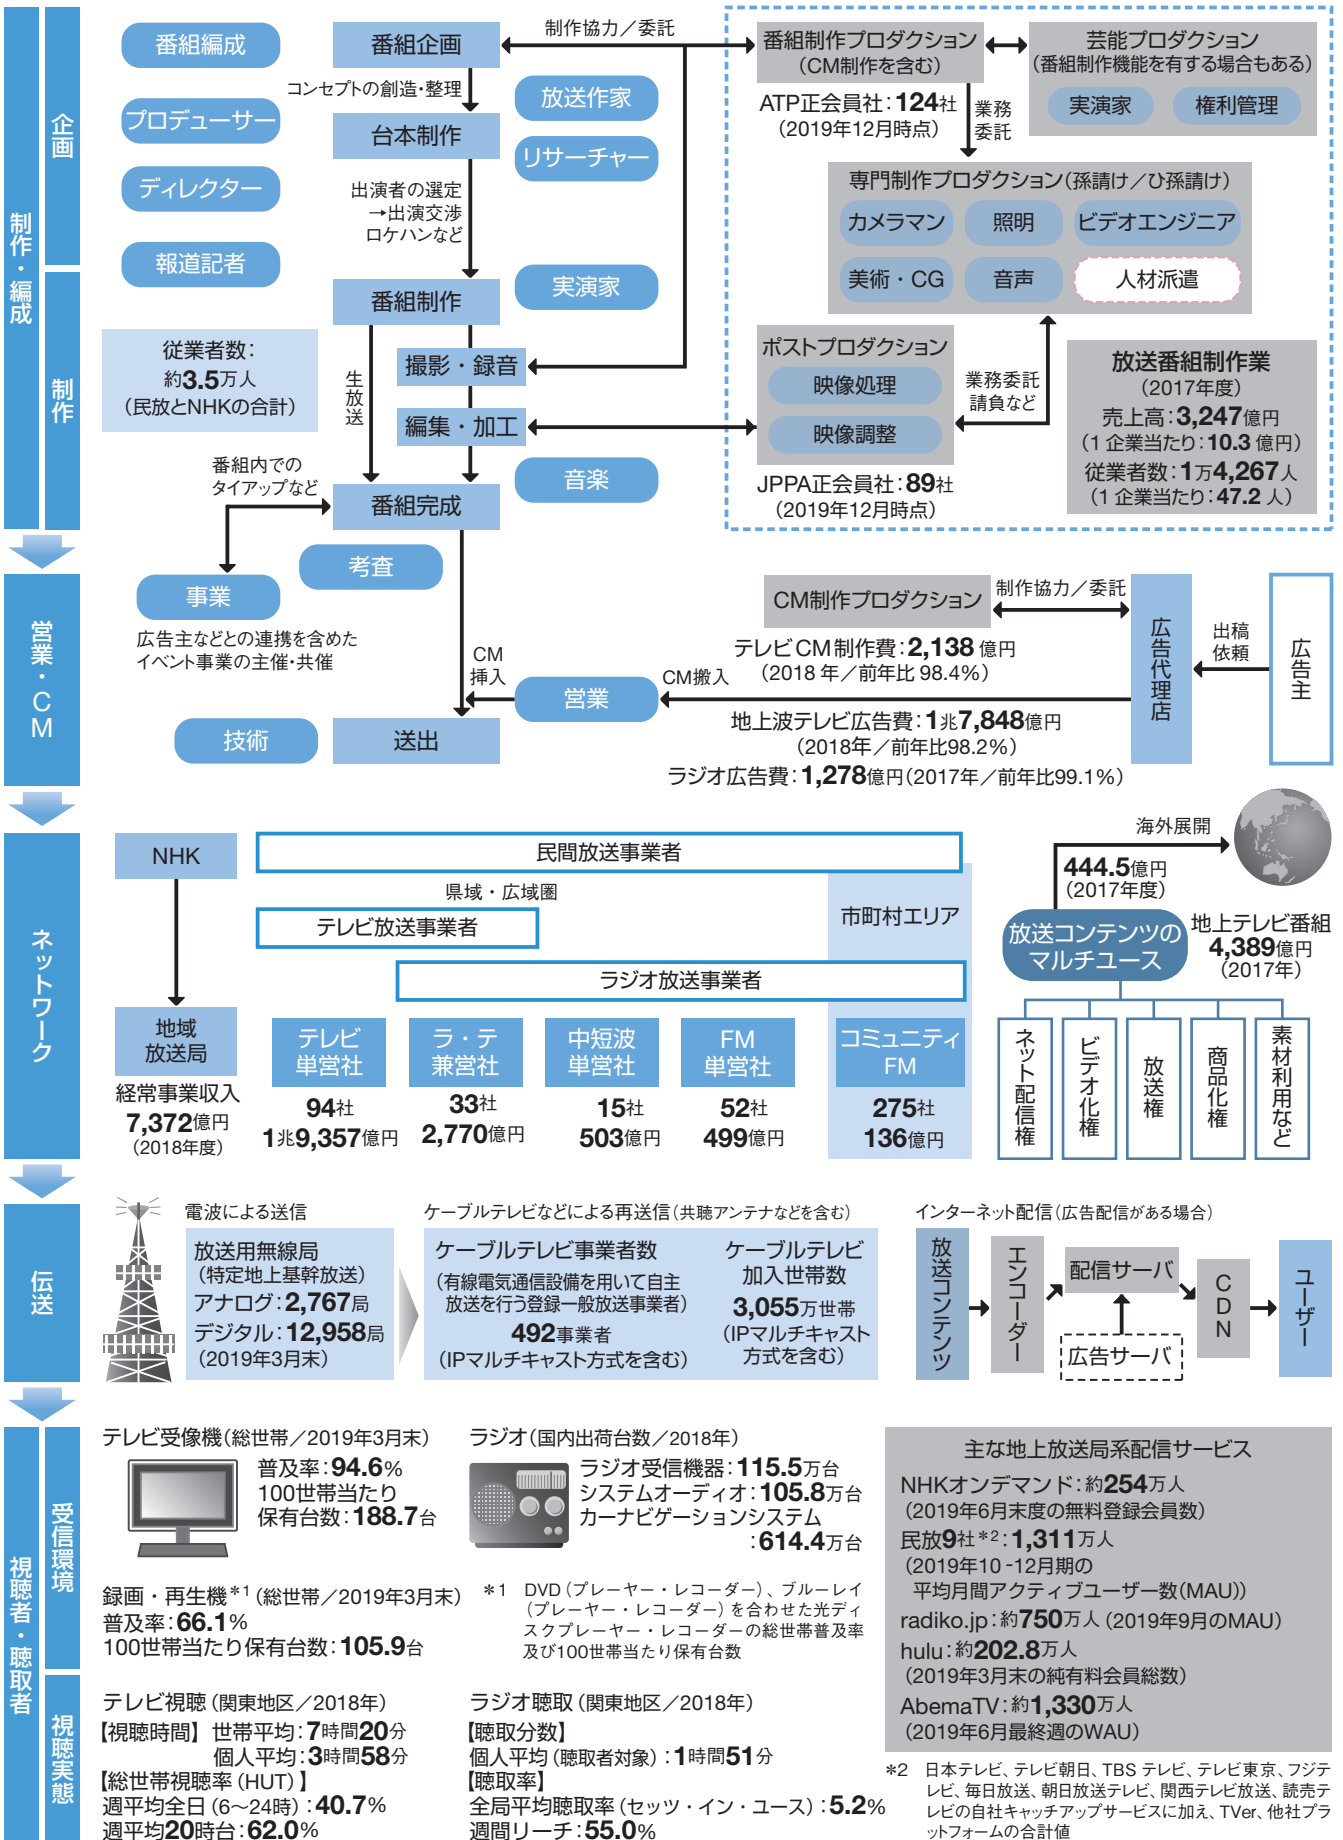 制作・編成
企画
制作
番組編成
プロデューサー
ディレクター
報道記者
従業者数：
約3.5万人
（民放とNHKの合計）
番組企画
コンセプトの創造・整理
台本制作
出演者の選定
→出演交渉
ロケハンなど
番組制作
生放送
撮影・録音
編集・加工
番組完成
放送作家
リサーチャー
実演家
音楽
制作協力／委託
番組制作プロダクション
（CM制作を含む）
ATP正会員社：124社
（2019年12月時点）
業務
委託
芸能プロダクション
（番組制作機能を有する場合もある）
実演家
権利管理
専門制作プロダクション（孫請け／ひ孫請け）
カメラマン
照明
ビデオエンジニア
美術・CG
音声
人材派遣
ポストプロダクション
映像処理
映像調整
JPPA正会員社：89社
（2019年12月時点）
業務委託
請負など
放送番組制作業
（2017年度）
売上高：3,247億円
（1 企業当たり：10.3 億円）
従業者数：1万4,267人
（1 企業当たり：47.2 人）
番組内での
タイアップなど
営業・CM
考査
事業
広告主などとの連携を含めた
イベント事業の主催・共催
CM
挿入
営業
CM搬入
技術
送出
CM制作プロダクション
制作協力／委託
テレビCM制作費：2,138 億円
（2018 年／前年比 98.4%）
地上波テレビ広告費：1兆7,848億円
（2018年／前年比98.2%）
ラジオ広告費：1,278億円（2017年／前年比99.1%）
広告代理店
出稿
依頼
広告主
ネットワーク
NHK
地域
放送局
経常事業収入
7,372億円
（2018年度）
民間放送事業者
県域・広域圏
市町村エリア
テレビ放送事業者
ラジオ放送事業者
テレビ
単営社
94社
1兆9,357億円
ラ・テ
兼営社
33社
2,770億円
中短波
単営社
15社
503億円
FM
単営社
52社
499億円
コミュニティ
FM
275社
136億円
海外展開
444.5億円
（2017年度）
放送コンテンツの
マルチユース
地上テレビ番組
4,389億円
（2017年）
ネット配信権
ビデオ化権
放送権
商品化権
素材利用など
伝送
電波による送信
放送用無線局
（特定地上基幹放送）
アナログ：2,767局
デジタル：12,958局
（2019年3月末）
ケーブルテレビなどによる再送信（共聴アンテナなどを含む）
ケーブルテレビ事業者数
（有線電気通信設備を用いて自主
放送を行う登録一般放送事業者）
492事業者
（IPマルチキャスト方式を含む）
ケーブルテレビ
加入世帯数
3,055万世帯
（IPマルチキャスト
方式を含む）
インターネット配信（広告配信がある場合）
放送コンテンツ
エンコーダー
配信サーバ
広告サーバ
CDN
ユーザー
視聴者・聴取者
受信環境
視聴実態
テレビ受像機（総世帯／2019年3月末）
普及率：94.6%
100世帯当たり
保有台数：188.7台
ラジオ（国内出荷台数／2018年）
ラジオ受信機器：115.5万台
システムオーディオ：105.8万台
カーナビゲーションシステム
：614.4万台
録画・再生機＊1（総世帯／2019年3月末）
普及率：66.1%
100世帯当たり保有台数：105.9台
＊1 DVD（プレーヤー・レコーダー）、ブルーレイ
（プレーヤー・レコーダー）を合わせた光ディ
スクプレーヤー・レコーダーの総世帯普及率
及び100世帯当たり保有台数
テレビ視聴（関東地区／2018年）
【視聴時間】世帯平均：7時間20分
個人平均：3時間58分
【総世帯視聴率（HUT）】
週平均全日（6～24時）：40.7%
週平均20時台：62.0%
ラジオ聴取（関東地区／2018年）
【聴取分数】
個人平均（聴取者対象）：1時間51分
【聴取率】
全局平均聴取率（セッツ・イン・ユース）：5.2%
週間リーチ：55.0%
主な地上放送局系配信サービス
NHKオンデマンド：約254万人
（2019年6月末度の無料登録会員数）
民放9社＊2：1,311万人
（2019年10 -12月期の
平均月間アクティブユーザー数（MAU））
radiko.jp：約750万人（2019年9月のMAU）
hulu：約202.8万人
（2019年3月末の純有料会員総数）
AbemaTV：約1,330万人
（2019年6月最終週のWAU）
＊2 日本テレビ、テレビ朝日、TBS テレビ、テレビ東京、フジテ
レビ、毎日放送、朝日放送テレビ、関西テレビ放送、読売テ
レビの自社キャッチアップサービスに加え、TVer、他社プラ
ットフォームの合計値